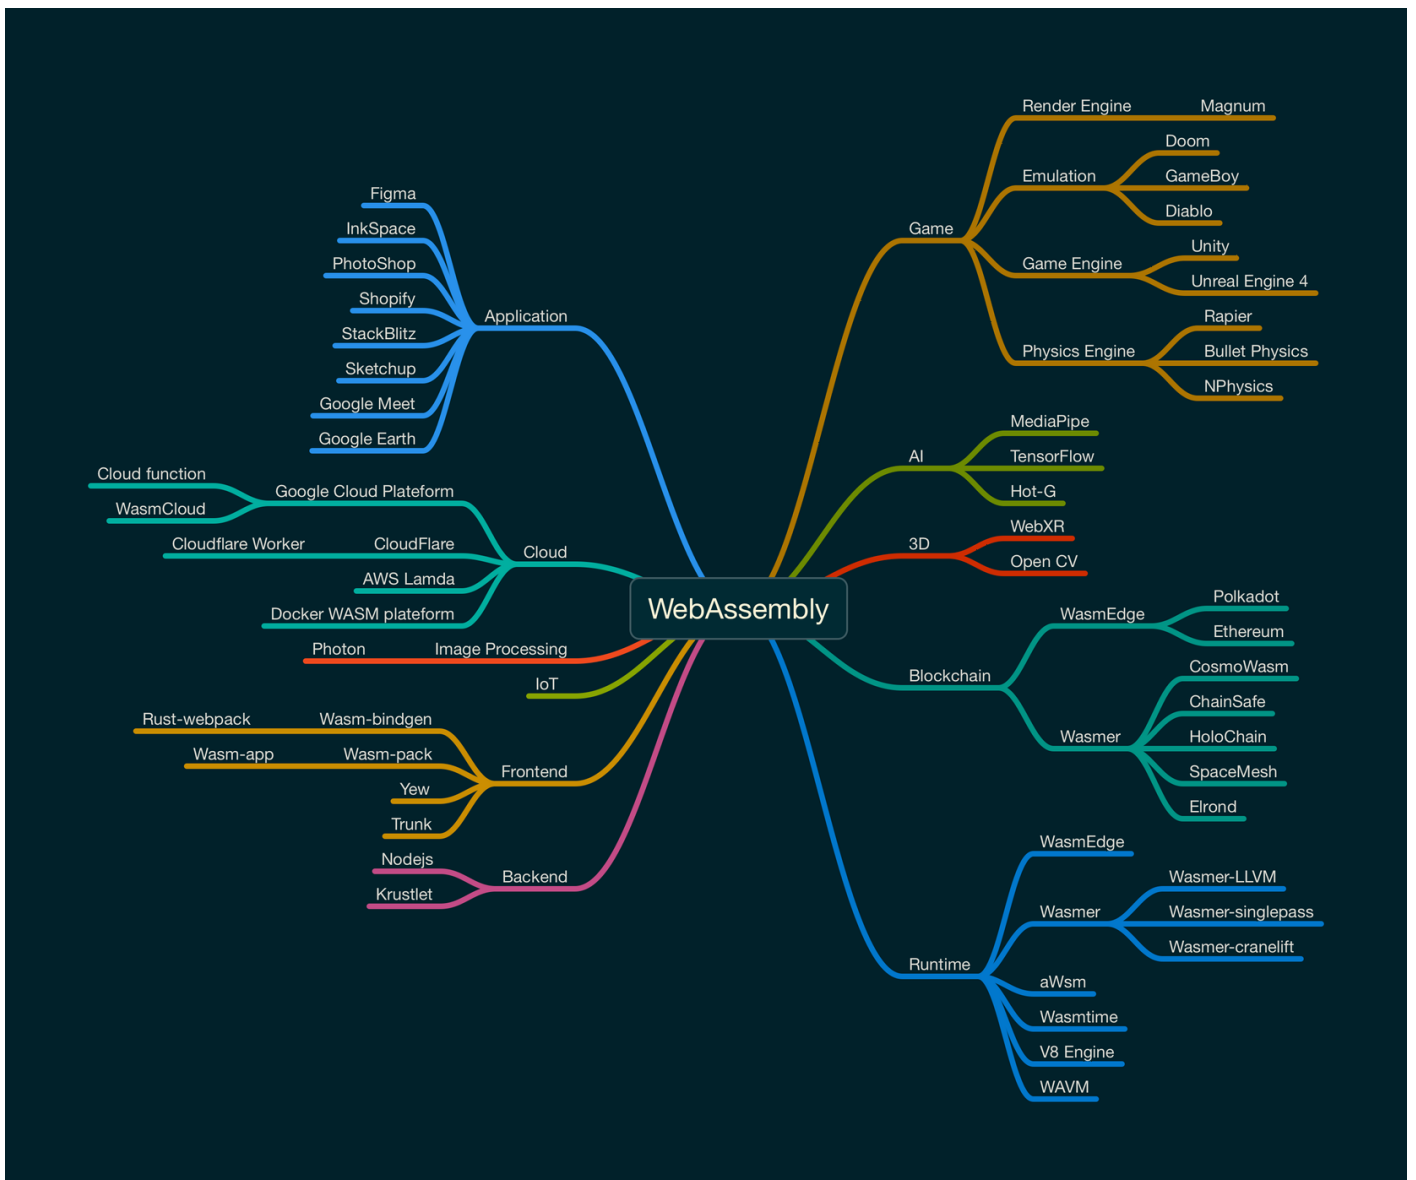 WebAssembly
Application
Figma
InkSpace
PhotoShop
Shopify
StackBlitz
Sketchup
Google Meet
Google Earth
Cloud
Google Cloud Plateform
Cloud function
WasmCloud
CloudFlare
Cloudflare Worker
AWS Lamda
Docker WASM plateform
Image Processing
Photon
IoT
Frontend
Wasm-bindgen
Rust-webpack
Wasm-pack
Wasm-app
Yew
Trunk
Backend
Nodejs
Krustlet
Game
Render Engine
Magnum
Emulation
Doom
GameBoy
Diablo
Game Engine
Unity
Unreal Engine 4
Physics Engine
Rapier
Bullet Physics
NPhysics
AI
MediaPipe
TensorFlow
Hot-G
3D
WebXR
Open CV
Blockchain
WasmEdge
Polkadot
Ethereum
Wasmer
CosmoWasm
ChainSafe
HoloChain
SpaceMesh
Elrond
Runtime
WasmEdge
Wasmer
Wasmer-LLVM
Wasmer-singlepass
Wasmer-cranelift
aWsm
Wasmtime
V8 Engine
WAVM